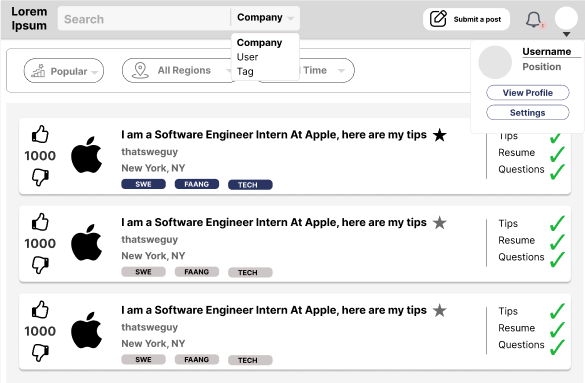 Lorem
Ipsum
Search
Company
Submit a post
1
Company
User
Tag
Popular
All Regions
Time
Username
Position
View Profile
Settings
I am a Software Engineer Intern At Apple, here are my tips
thatsweguy
New York, NY
1000
SWE FAANG TECH
Tips
Resume
Questions
I am a Software Engineer Intern At Apple, here are my tips
thatsweguy
New York, NY
1000
SWE FAANG TECH
Tips
Resume
Questions
I am a Software Engineer Intern At Apple, here are my tips
thatsweguy
New York, NY
1000
SWE FAANG TECH
Tips
Resume
Questions